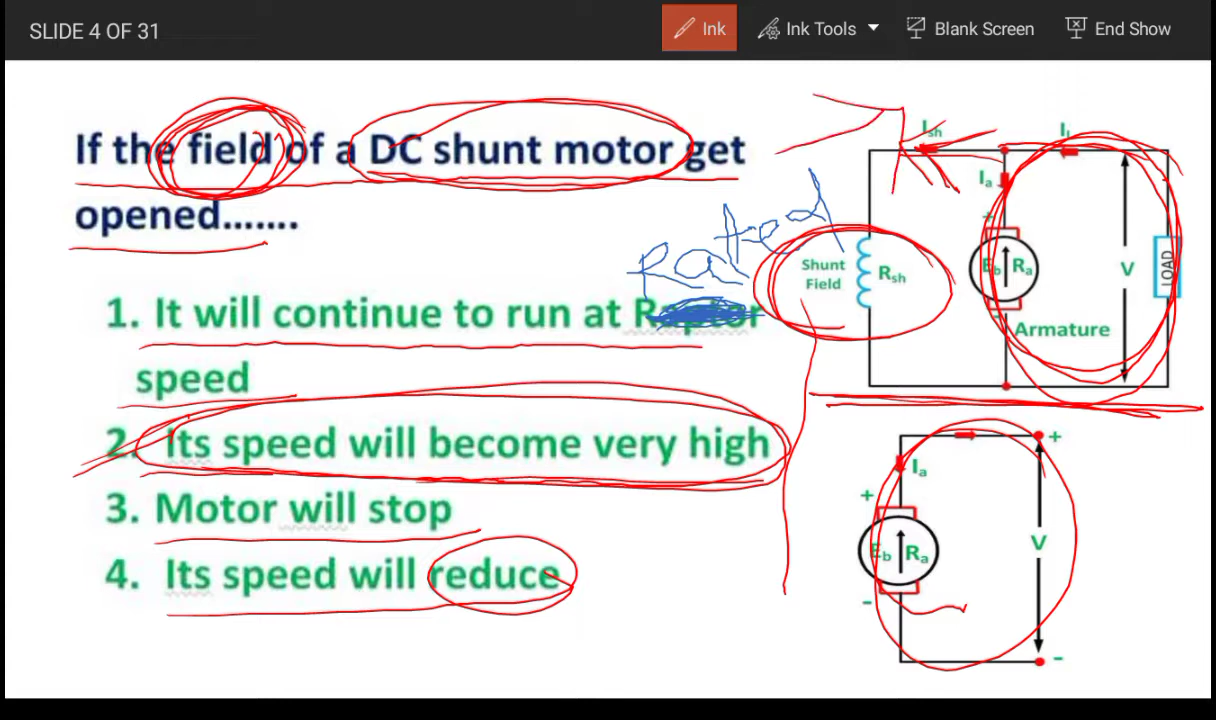 SLIDE 4 OF 31
Ink
Ink Tools
Blank Screen
End Show
If the field of a DC shunt motor get
opened.......
1. It will continue to run at
Rated
speed
2. Its speed will become very high
3. Motor will stop
4. Its speed will reduce
Ish
IL
Ia
+
Shunt
Field
Rsh
Eb
Ra
V
LOAD
-
Armature
+
Ia
+
Eb
Ra
V
-
-